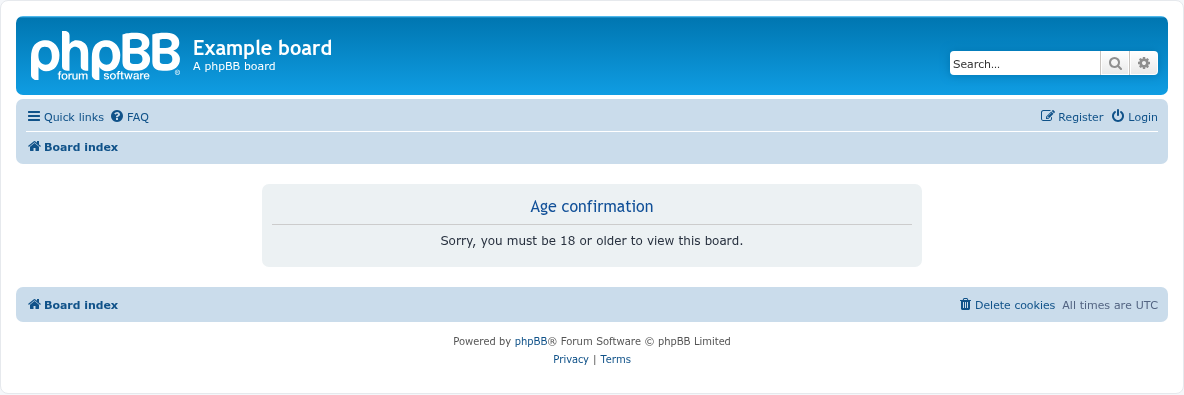 phpBB
forum software
®
Example board
A phpBB board
Search...
Quick links FAQ
Register Login
Board index
Age confirmation
Sorry, you must be 18 or older to view this board.
Board index
Delete cookies All times are UTC
Powered by phpBB® Forum Software © phpBB Limited
Privacy | Terms